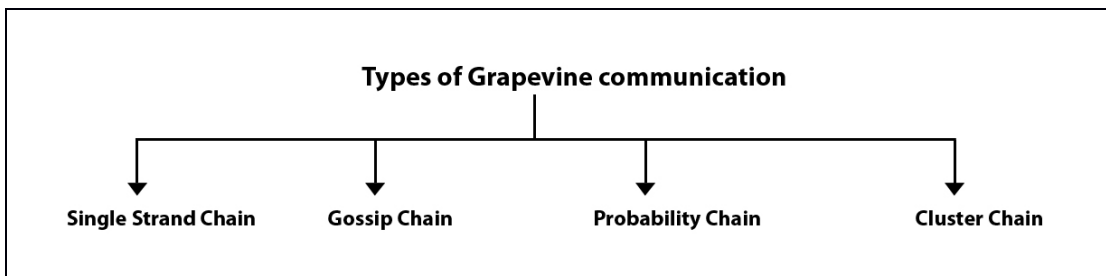 Types of Grapevine communication
Single Strand Chain
Gossip Chain
Probability Chain
Cluster Chain